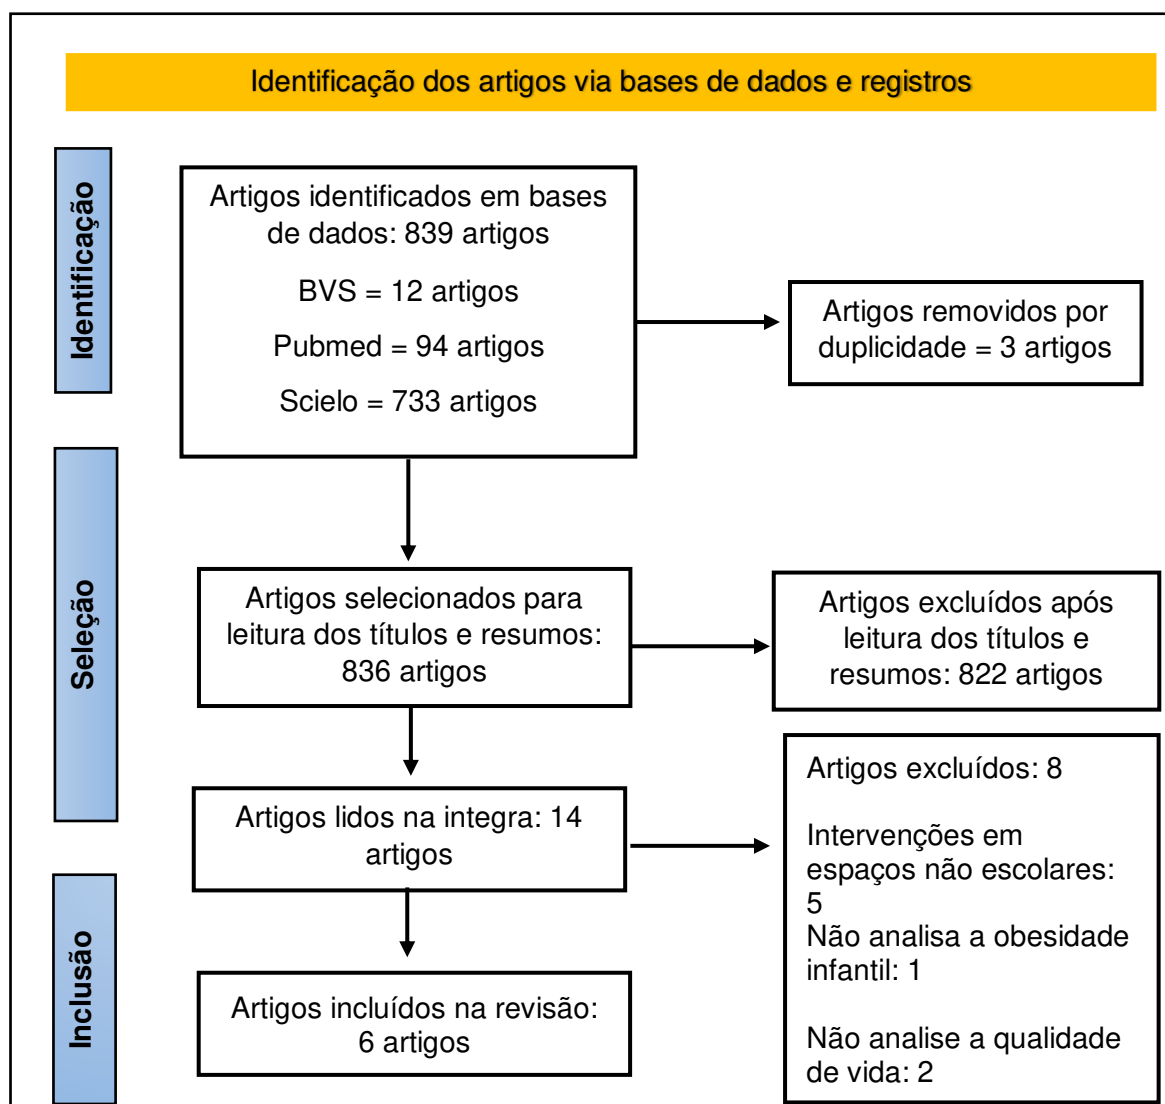 Identificação dos artigos via bases de dados e registros
Identificação
Artigos identificados em bases
de dados: 839 artigos
BVS = 12 artigos
Pubmed = 94 artigos
Scielo = 733 artigos
Artigos removidos por
duplicidade = 3 artigos
Seleção
Artigos selecionados para
leitura dos títulos e resumos:
836 artigos
Artigos excluídos após
leitura dos títulos e
resumos: 822 artigos
Artigos lidos na integra: 14
artigos
Artigos excluídos: 8
Intervenções em
espaços não escolares:
5
Não analisa a obesidade
infantil: 1
Não analise a qualidade
de vida: 2
Inclusão
Artigos incluídos na revisão:
6 artigos